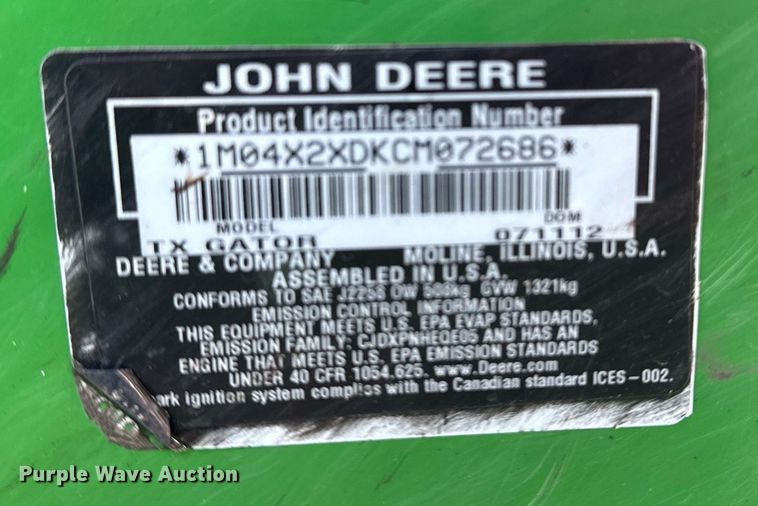 JOHN DEERE
Product Identification Number
*1M04X2XDKCM072686*
MODEL DOM
TX GATOR 071112
DEERE & COMPANY MOLINE, ILLINOIS, U.S.A.
ASSEMBLED IN U.S.A.
CONFORMS TO SAE J2258 OW 568kg GVW 1321kg
EMISSION CONTROL INFORMATION
THIS EQUIPMENT MEETS U.S. EPA EVAP STANDARDS,
EMISSION FAMILY: CJDXPNHEQE05 AND HAS AN
ENGINE THAT MEETS U.S. EPA EMISSION STANDARDS
UNDER 40 CFR 1054.625. www.Deere.com
ark ignition system complies with the Canadian standard ICES-002.
Purple Wave Auction